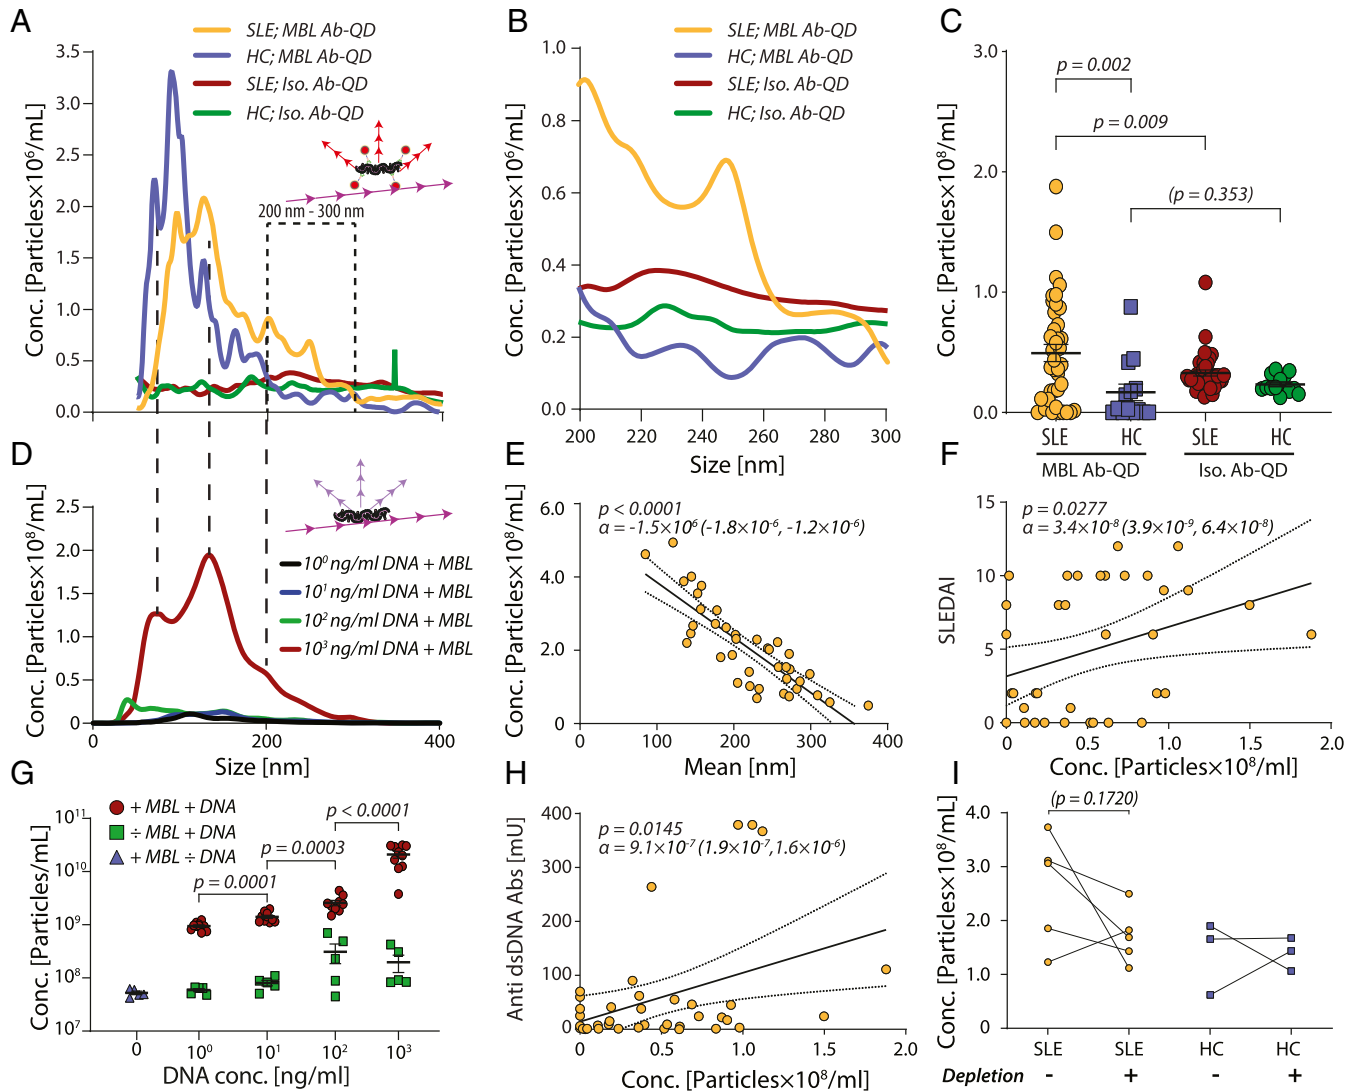 A
SLE; MBL Ab-QD
HC; MBL Ab-QD
SLE; Iso. Ab-QD
HC; Iso. Ab-QD
200 nm - 300 nm
Conc. [Particles×10⁶/mL]
3.5
3.0
2.5
2.0
1.5
1.0
0.5
0.0
B
SLE; MBL Ab-QD
HC; MBL Ab-QD
SLE; Iso. Ab-QD
HC; Iso. Ab-QD
Conc. [Particles×10⁶/mL]
1.0
0.8
0.6
0.4
0.2
0.0
200 220 240 260 280 300
Size [nm]
C
p = 0.002
p = 0.009
(p = 0.353)
Conc. [Particles×10⁸/mL]
3.0
2.0
1.0
0.0
SLE HC SLE HC
MBL Ab-QD Iso. Ab-QD
D
10⁰ ng/ml DNA + MBL
10¹ ng/ml DNA + MBL
10² ng/ml DNA + MBL
10³ ng/ml DNA + MBL
Conc. [Particles×10⁸/mL]
2.5
2.0
1.5
1.0
0.5
0
0 200 400
Size [nm]
E
p < 0.0001
α = -1.5×10⁶ (-1.8×10⁻⁶, -1.2×10⁻⁶)
Conc. [Particles×10⁸/mL]
6.0
4.0
2.0
0
0 100 200 300 400
Mean [nm]
F
p = 0.0277
α = 3.4×10⁻⁸ (3.9×10⁻⁹, 6.4×10⁻⁸)
SLEDAI
15
10
5
0
0 0.5 1.0 1.5 2.0
Conc. [Particles×10⁸/ml]
G
+ MBL + DNA
÷ MBL + DNA
+ MBL ÷ DNA
p < 0.0001
p = 0.0003
p = 0.0001
Conc. [Particles/mL]
10¹¹
10¹⁰
10⁹
10⁸
10⁷
0 10⁰ 10¹ 10² 10³
DNA conc. [ng/ml]
H
p = 0.0145
α = 9.1×10⁻⁷ (1.9×10⁻⁷, 1.6×10⁻⁶)
Anti dsDNA Abs [mU]
400
300
200
100
0
0 0.5 1.0 1.5 2.0
Conc. [Particles×10⁸/ml]
I
(p = 0.1720)
Conc. [Particles×10⁸/mL]
4.0
3.0
2.0
1.0
0
SLE SLE HC HC
Depletion - + - +